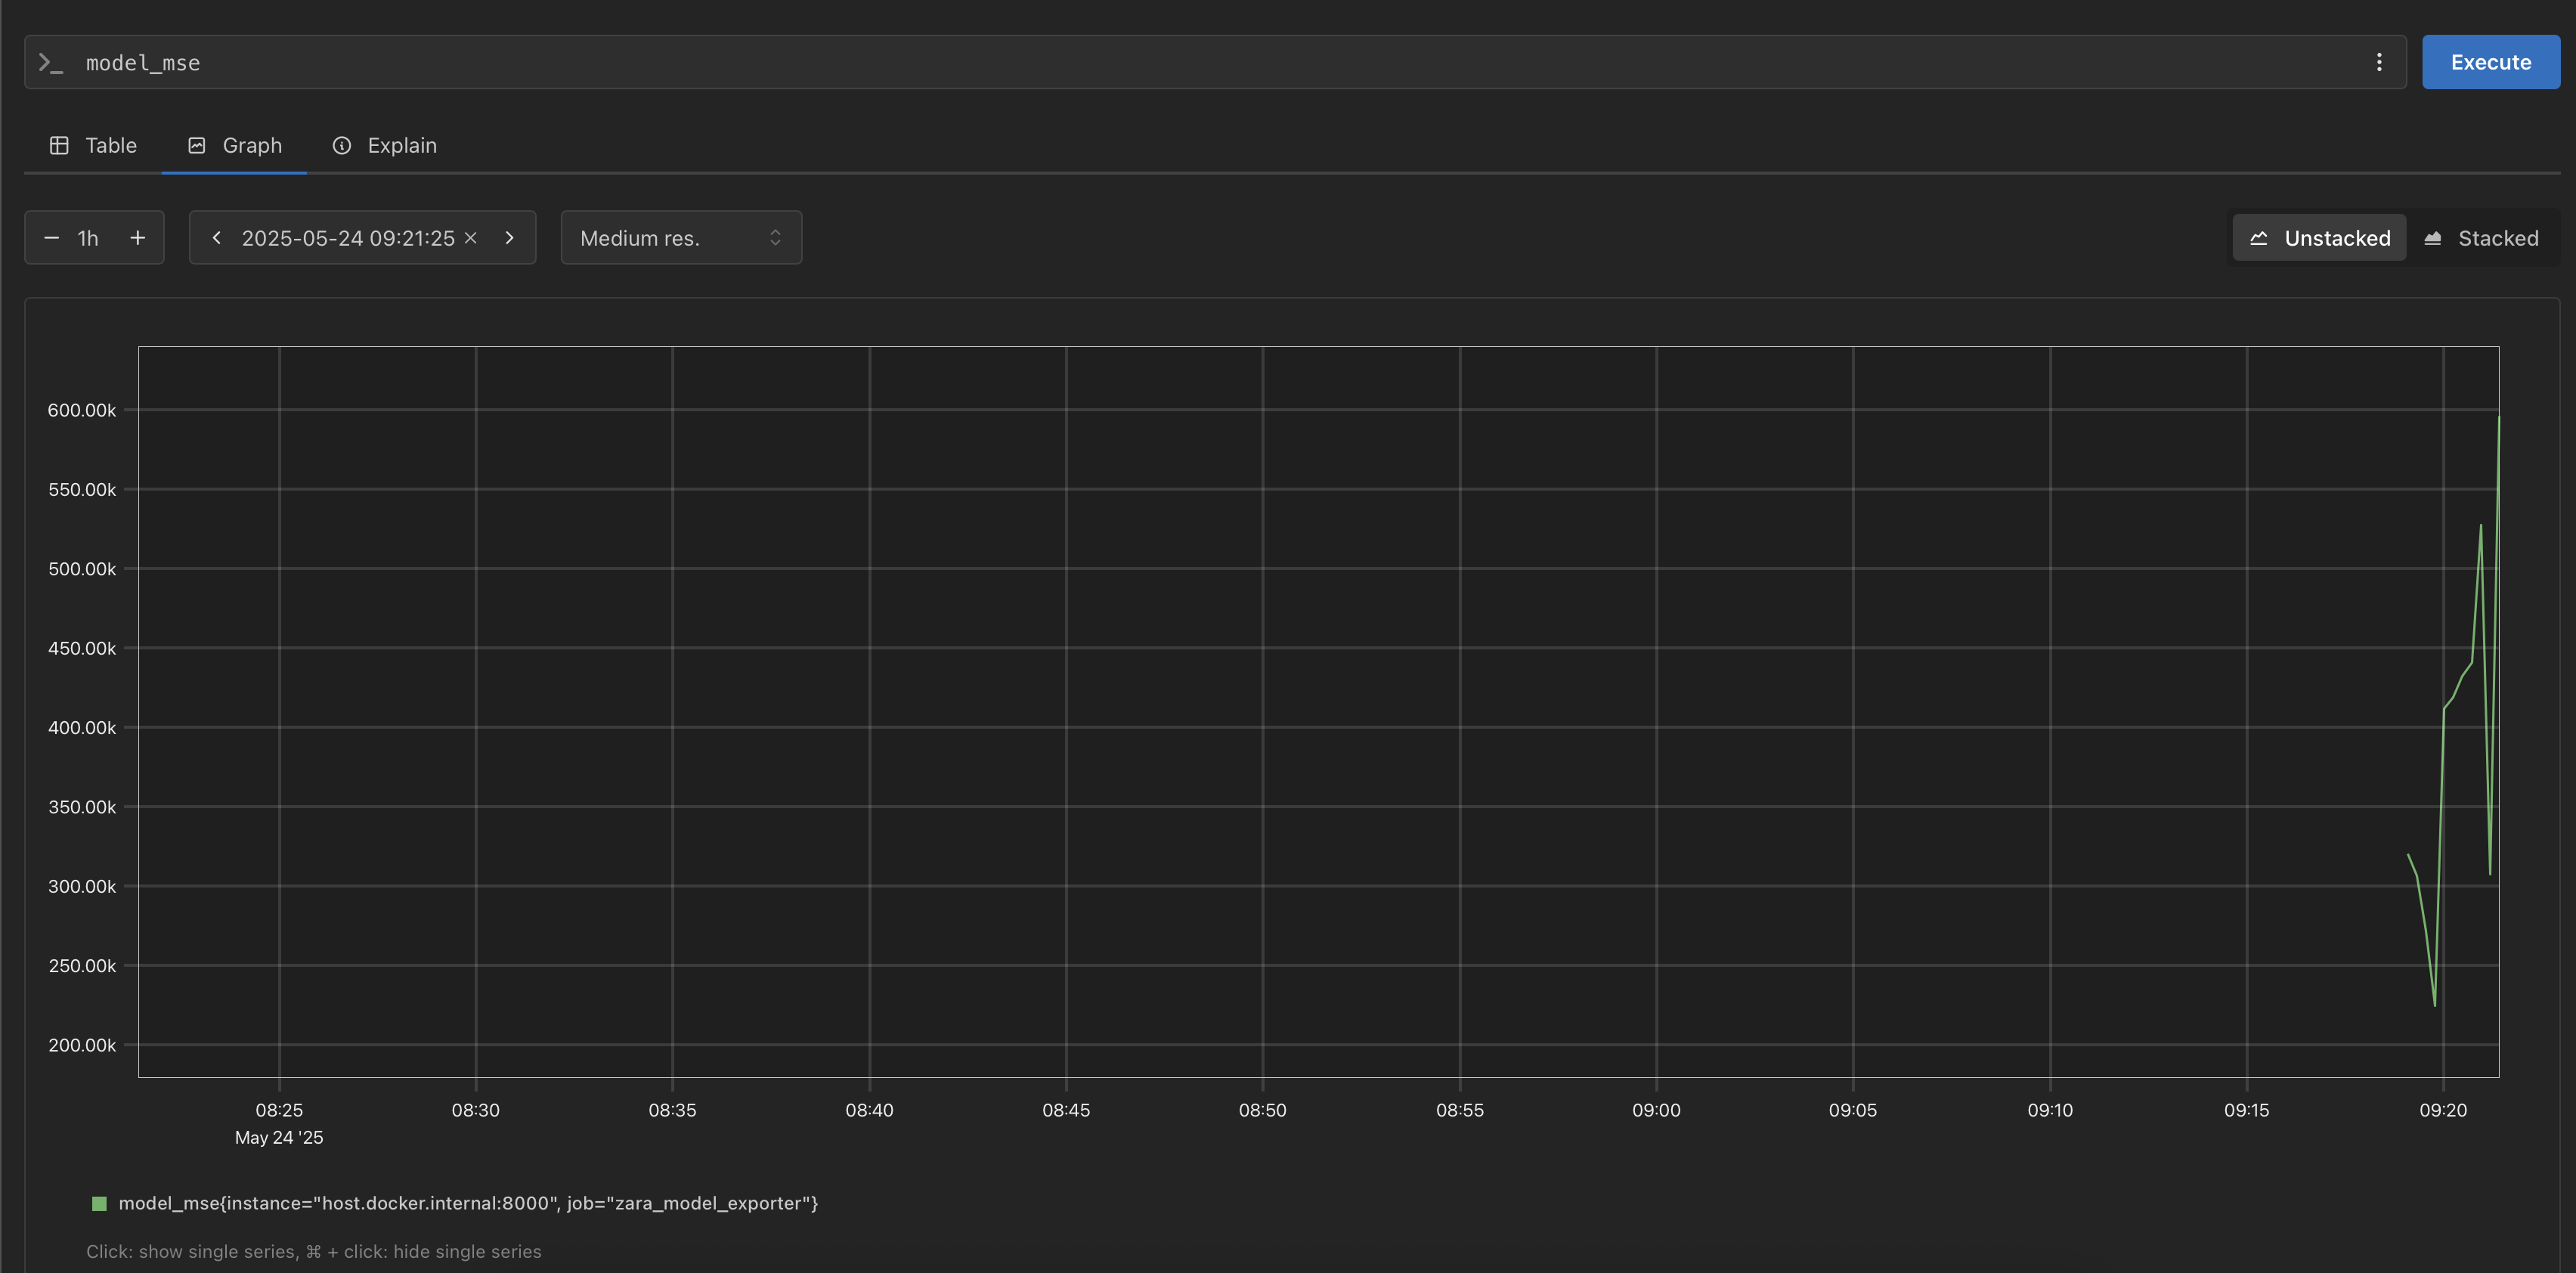 model_mse
Execute
Table Graph Explain
1h 2025-05-24 09:21:25 Medium res. Unstacked Stacked
600.00k
550.00k
500.00k
450.00k
400.00k
350.00k
300.00k
250.00k
200.00k
08:25 08:30 08:35 08:40 08:45 08:50 08:55 09:00 09:05 09:10 09:15 09:20
May 24 '25
model_mse{instance="host.docker.internal:8000", job="zara_model_exporter"}
Click: show single series, ⌘ + click: hide single series